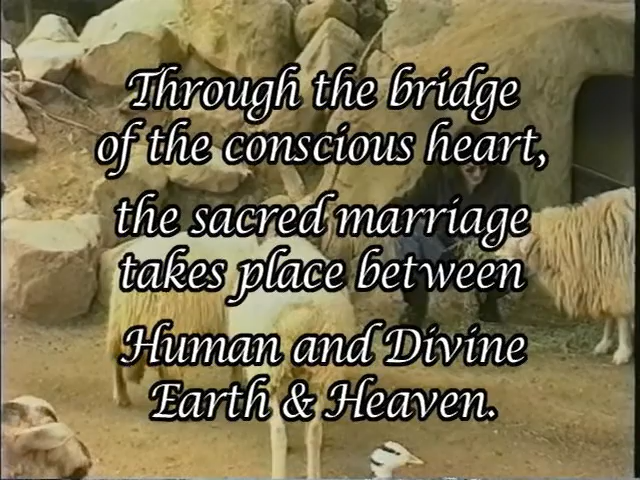 Through the bridge
of the conscious heart,
the sacred marriage
takes place between
Human and Divine
Earth & Heaven.